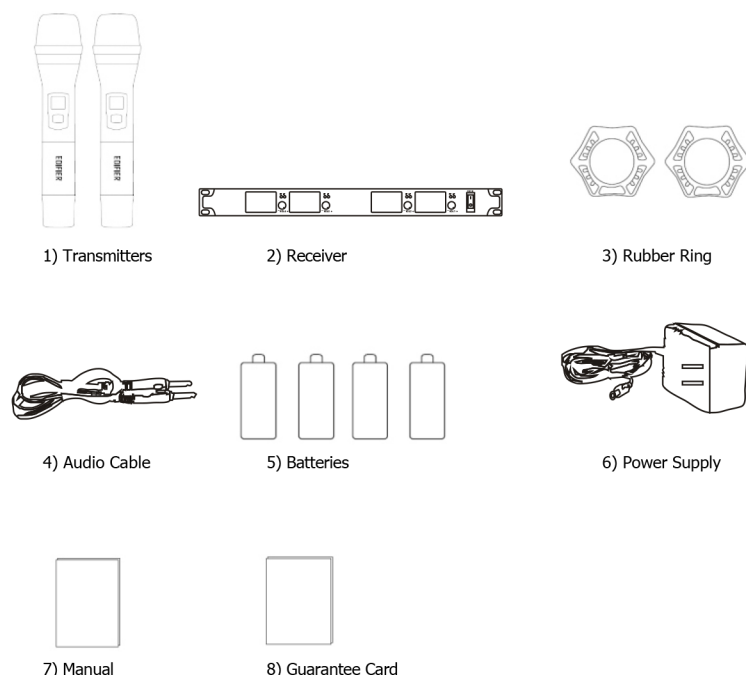 EDIFIER
EDIFIER
1) Transmitters
2) Receiver
3) Rubber Ring
4) Audio Cable
5) Batteries
6) Power Supply
7) Manual
8) Guarantee Card